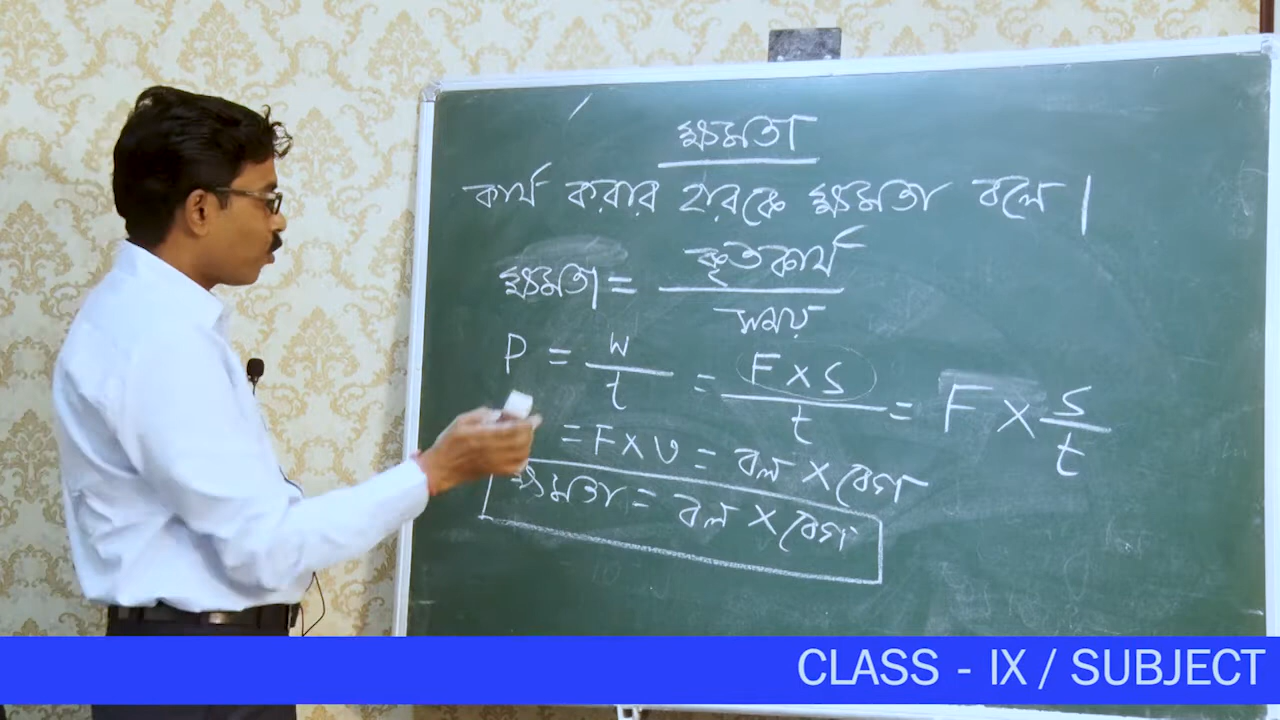 ক্ষমতা
কার্য করার হারকে ক্ষমতা বলে ।
ক্ষমতা = কৃতকার্য / সময়
P = W / t = F × S / t = F × S / t
= F × v = বল × বেগ
ক্ষমতা = বল × বেগ
CLASS - IX / SUBJECT